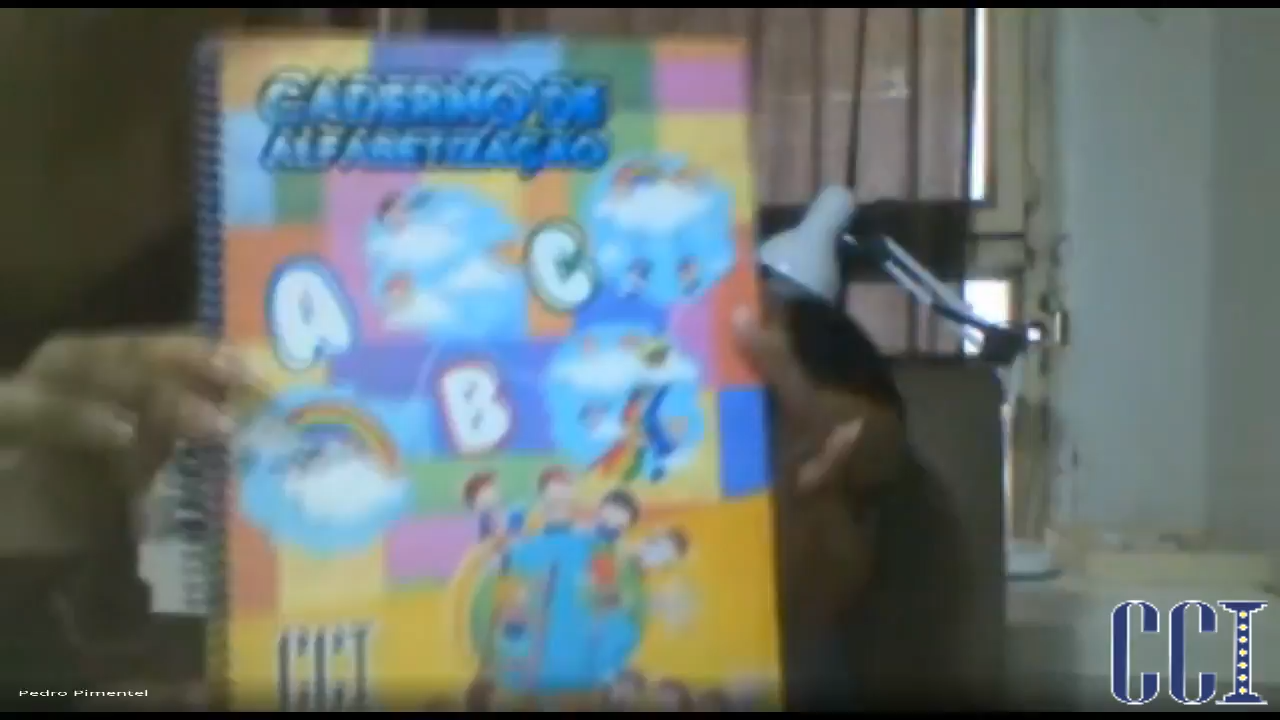 CADERNO DE
ALFABETIZAÇÃO
C
A
B
CCI
CCI
Pedro Pimentel